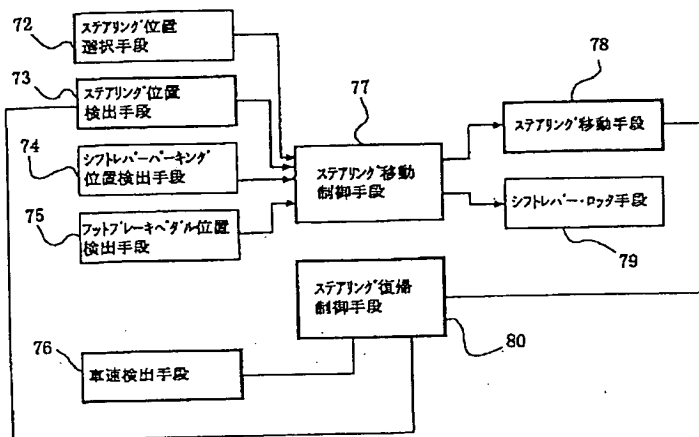 72
ステアリング位置
選択手段
73
ステアリング位置
検出手段
74
シフトレバーパーキング
位置検出手段
75
フットブレーキペダル位置
検出手段
76
車速検出手段
77
ステアリング移動
制御手段
78
ステアリング移動手段
シフトレバー・ロック手段
79
ステアリング復帰
制御手段
80